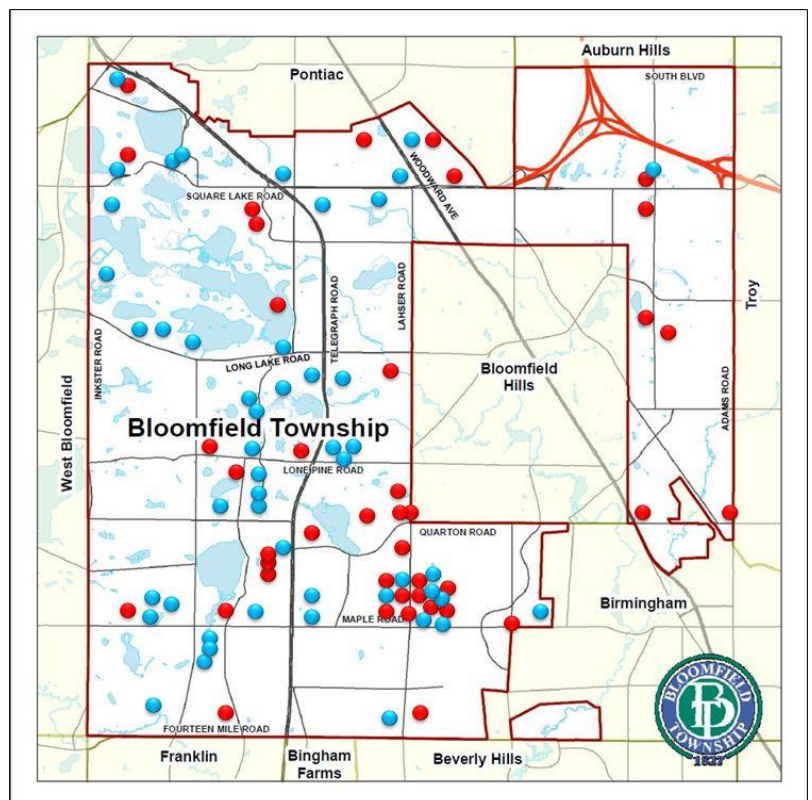 Auburn Hills
Pontiac
SOUTH BLVD
WOODWARD AVE
SQUARE LAKE ROAD
TELEGRAPH ROAD
LAHSER ROAD
Troy
INKSTER ROAD
LONG LAKE ROAD
Bloomfield
Hills
ADAMS ROAD
West Bloomfield
Bloomfield Township
LONE PINE ROAD
QUARTON ROAD
Birmingham
MAPLE ROAD
BLOOMFIELD
BT
TOWNSHIP
1827
FOURTEEN MILE ROAD
Franklin
Bingham
Farms
Beverly Hills